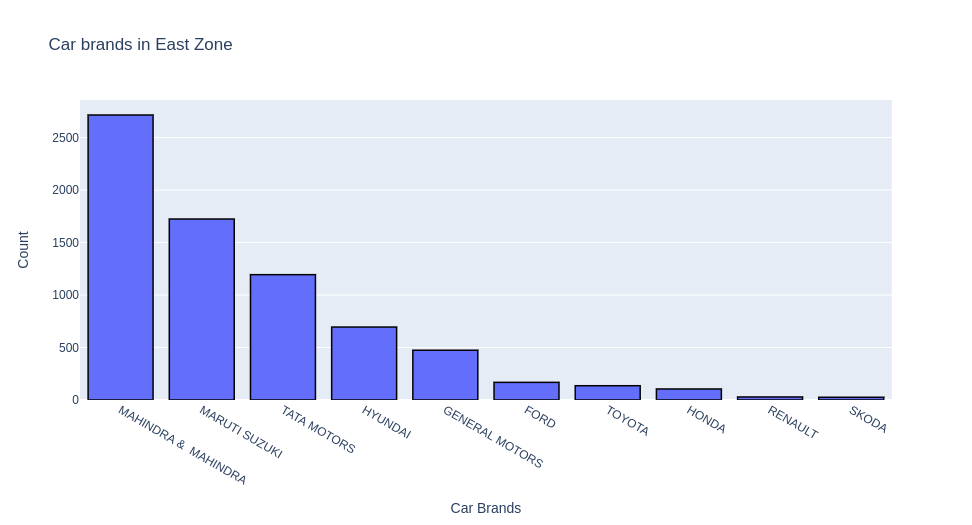 Car brands in East Zone
2500
2000
1500
1000
500
0
Count
MAHINDRA &  MAHINDRA
MARUTI SUZUKI
TATA MOTORS
HYUNDAI
GENERAL MOTORS
FORD
TOYOTA
HONDA
RENAULT
SKODA
Car Brands